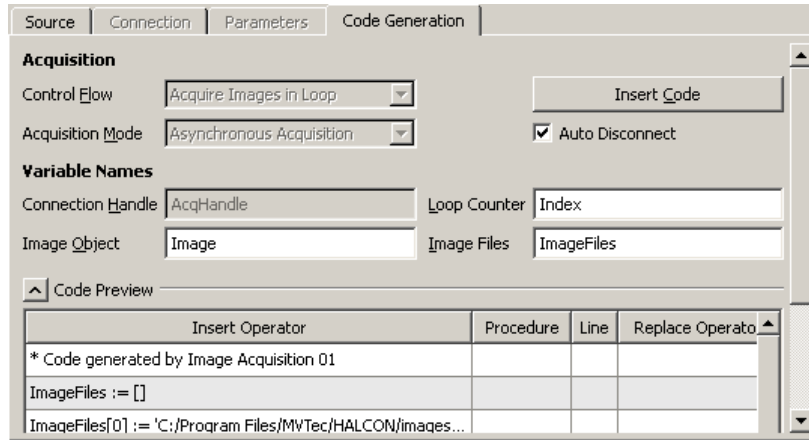 Source Connection Parameters Code Generation
Acquisition
Control Flow Acquire Images in Loop Insert Code
Acquisition Mode Asynchronous Acquisition Auto Disconnect
Variable Names
Connection Handle AcqHandle Loop Counter Index
Image Object Image Image Files ImageFiles
Code Preview
Insert Operator Procedure Line Replace Operato
* Code generated by Image Acquisition 01
ImageFiles := []
ImageFiles[0] := 'C:/Program Files/MVTec/HALCON/images...